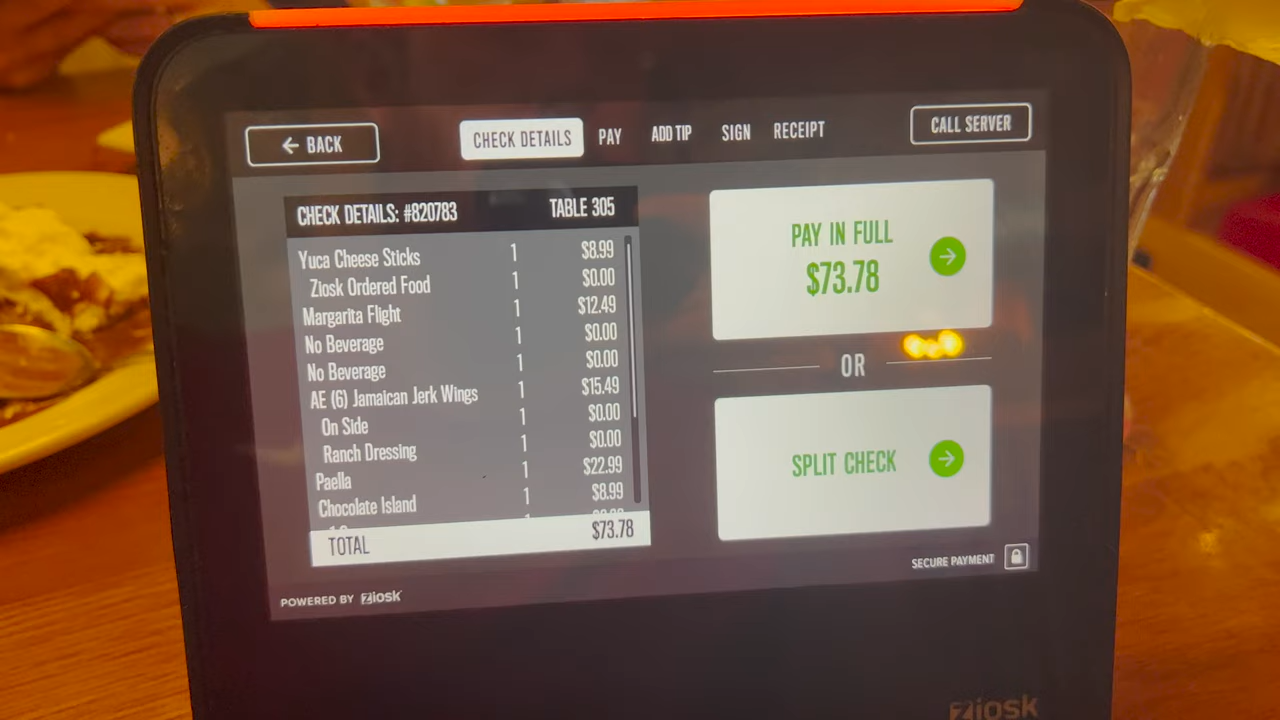 ← BACK
CHECK DETAILS PAY ADD TIP SIGN RECEIPT
CALL SERVER
CHECK DETAILS: #820783 TABLE 305
Yuca Cheese Sticks 1 $8.99
Ziosk Ordered Food 1 $0.00
Margarita Flight 1 $12.49
No Beverage 1 $0.00
No Beverage 1 $0.00
AE (6) Jamaican Jerk Wings 1 $15.49
On Side 1 $0.00
Ranch Dressing 1 $0.00
Paella 1 $22.99
Chocolate Island 1 $8.99
TOTAL $73.78
PAY IN FULL
$73.78
OR
SPLIT CHECK
SECURE PAYMENT
POWERED BY ziosk
ziosk